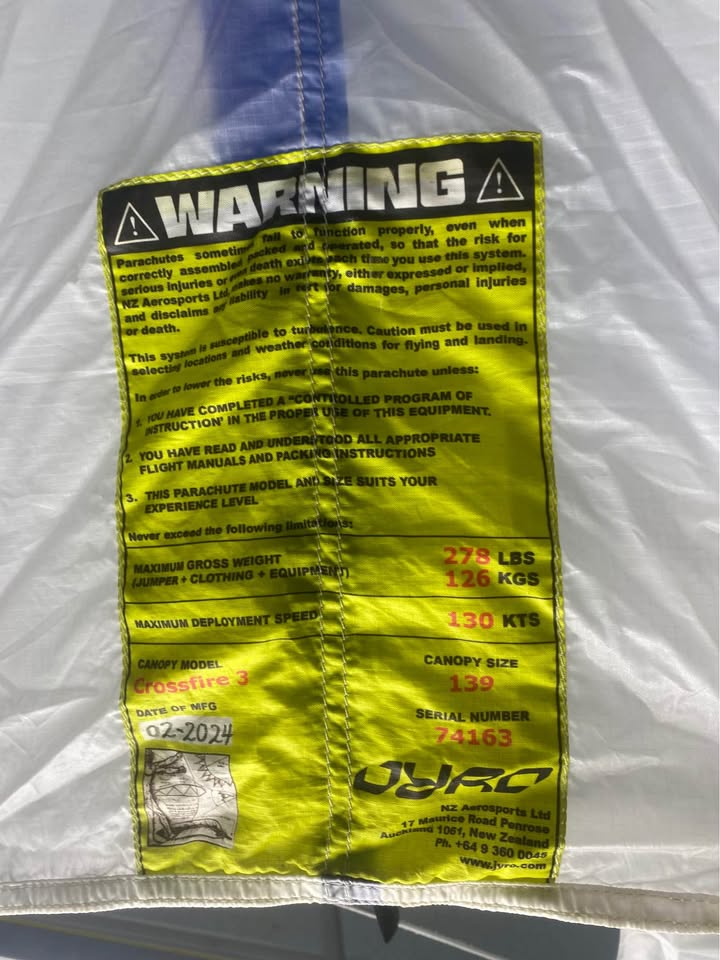 WARNING
Parachutes sometim fail to function properly, even when
correctly assembled packed and operated, so that the risk for
serious injuries or death exists each time you use this system.
NZ Aerosports Ltd. makes no warranty, either expressed or implied,
and disclaims any liability in tort for damages, personal injuries
or death.
This system is susceptible to turbulence. Caution must be used in
selecting locations and weather conditions for flying and landing.
In order to lower the risks, never use this parachute unless:
1. YOU HAVE COMPLETED A "CONTROLLED PROGRAM OF
INSTRUCTION' IN THE PROPER USE OF THIS EQUIPMENT.
2. YOU HAVE READ AND UNDERSTOOD ALL APPROPRIATE
FLIGHT MANUALS AND PACKING INSTRUCTIONS
3. THIS PARACHUTE MODEL AND SIZE SUITS YOUR
EXPERIENCE LEVEL
Never exceed the following limitations:
MAXIMUM GROSS WEIGHT
(JUMPER + CLOTHING + EQUIPMENT)
278 LBS
126 KGS
MAXIMUM DEPLOYMENT SPEED
130 KTS
CANOPY MODEL
Crossfire 3
CANOPY SIZE
139
DATE OF MFG
02-2024
SERIAL NUMBER
74163
JYRO
NZ Aerosports Ltd
17 Maurice Road Penrose
Auckland 1061, New Zealand
Ph. +64 9 360 0045
www.jyro.com